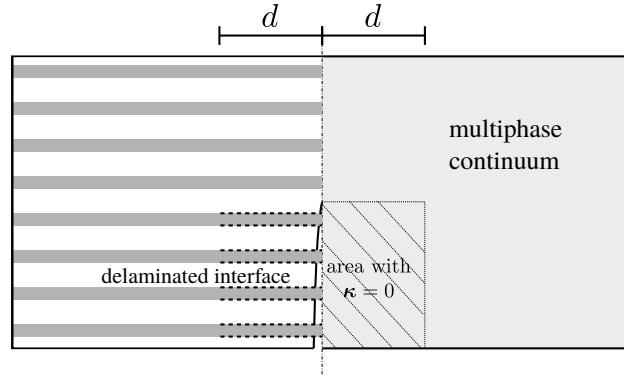 d d
multiphase
continuum
delaminated interface
area with
κ = 0